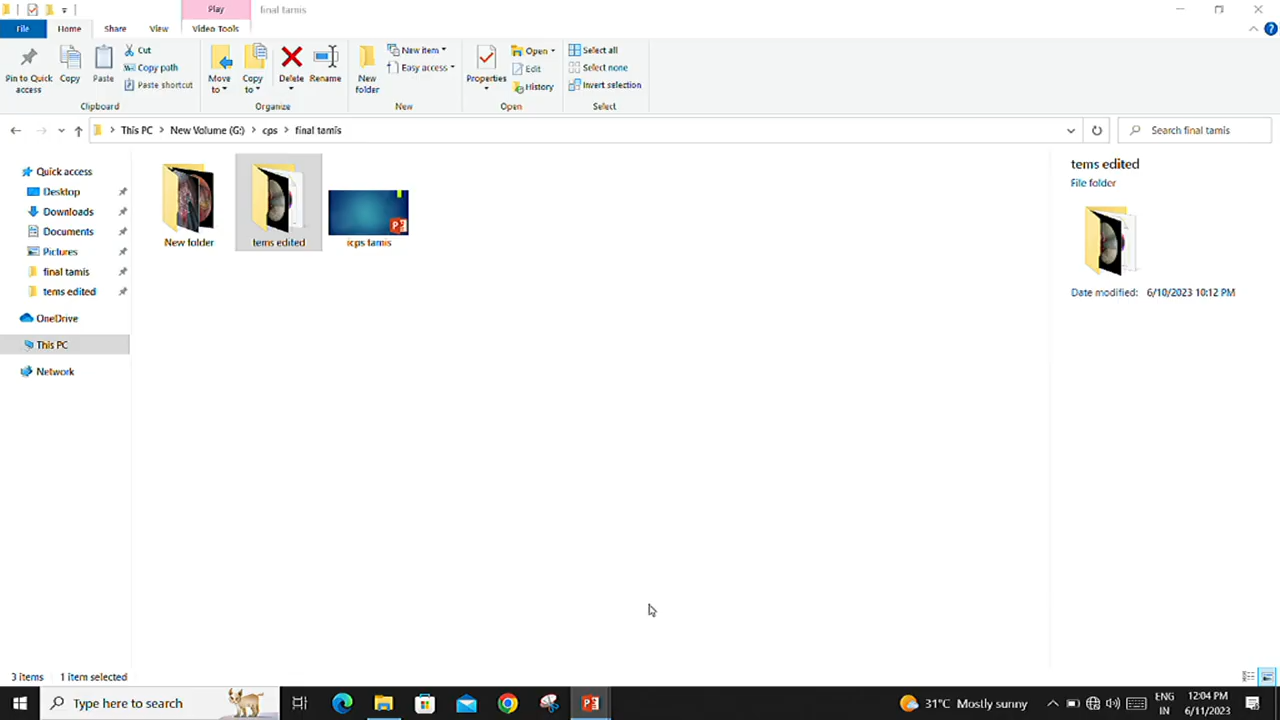 Play
final tamis
File
Home
Share
View
Video Tools
Pin to Quick access
Copy
Paste
Cut
Copy path
Paste shortcut
Clipboard
Move to
Copy to
Delete
Rename
Organize
New folder
New item
Easy access
New
Properties
Open
Edit
History
Open
Select all
Select none
Invert selection
Select
This PC
New Volume (G:)
cps
final tamis
Search final tamis
Quick access
Desktop
Downloads
Documents
Pictures
final tamis
tems edited
OneDrive
This PC
Network
New folder
tems edited
icps tamis
tems edited
File folder
Date modified: 6/10/2023 10:12 PM
3 items
1 item selected
Type here to search
31°C Mostly sunny
ENG
IN
12:04 PM
6/11/2023